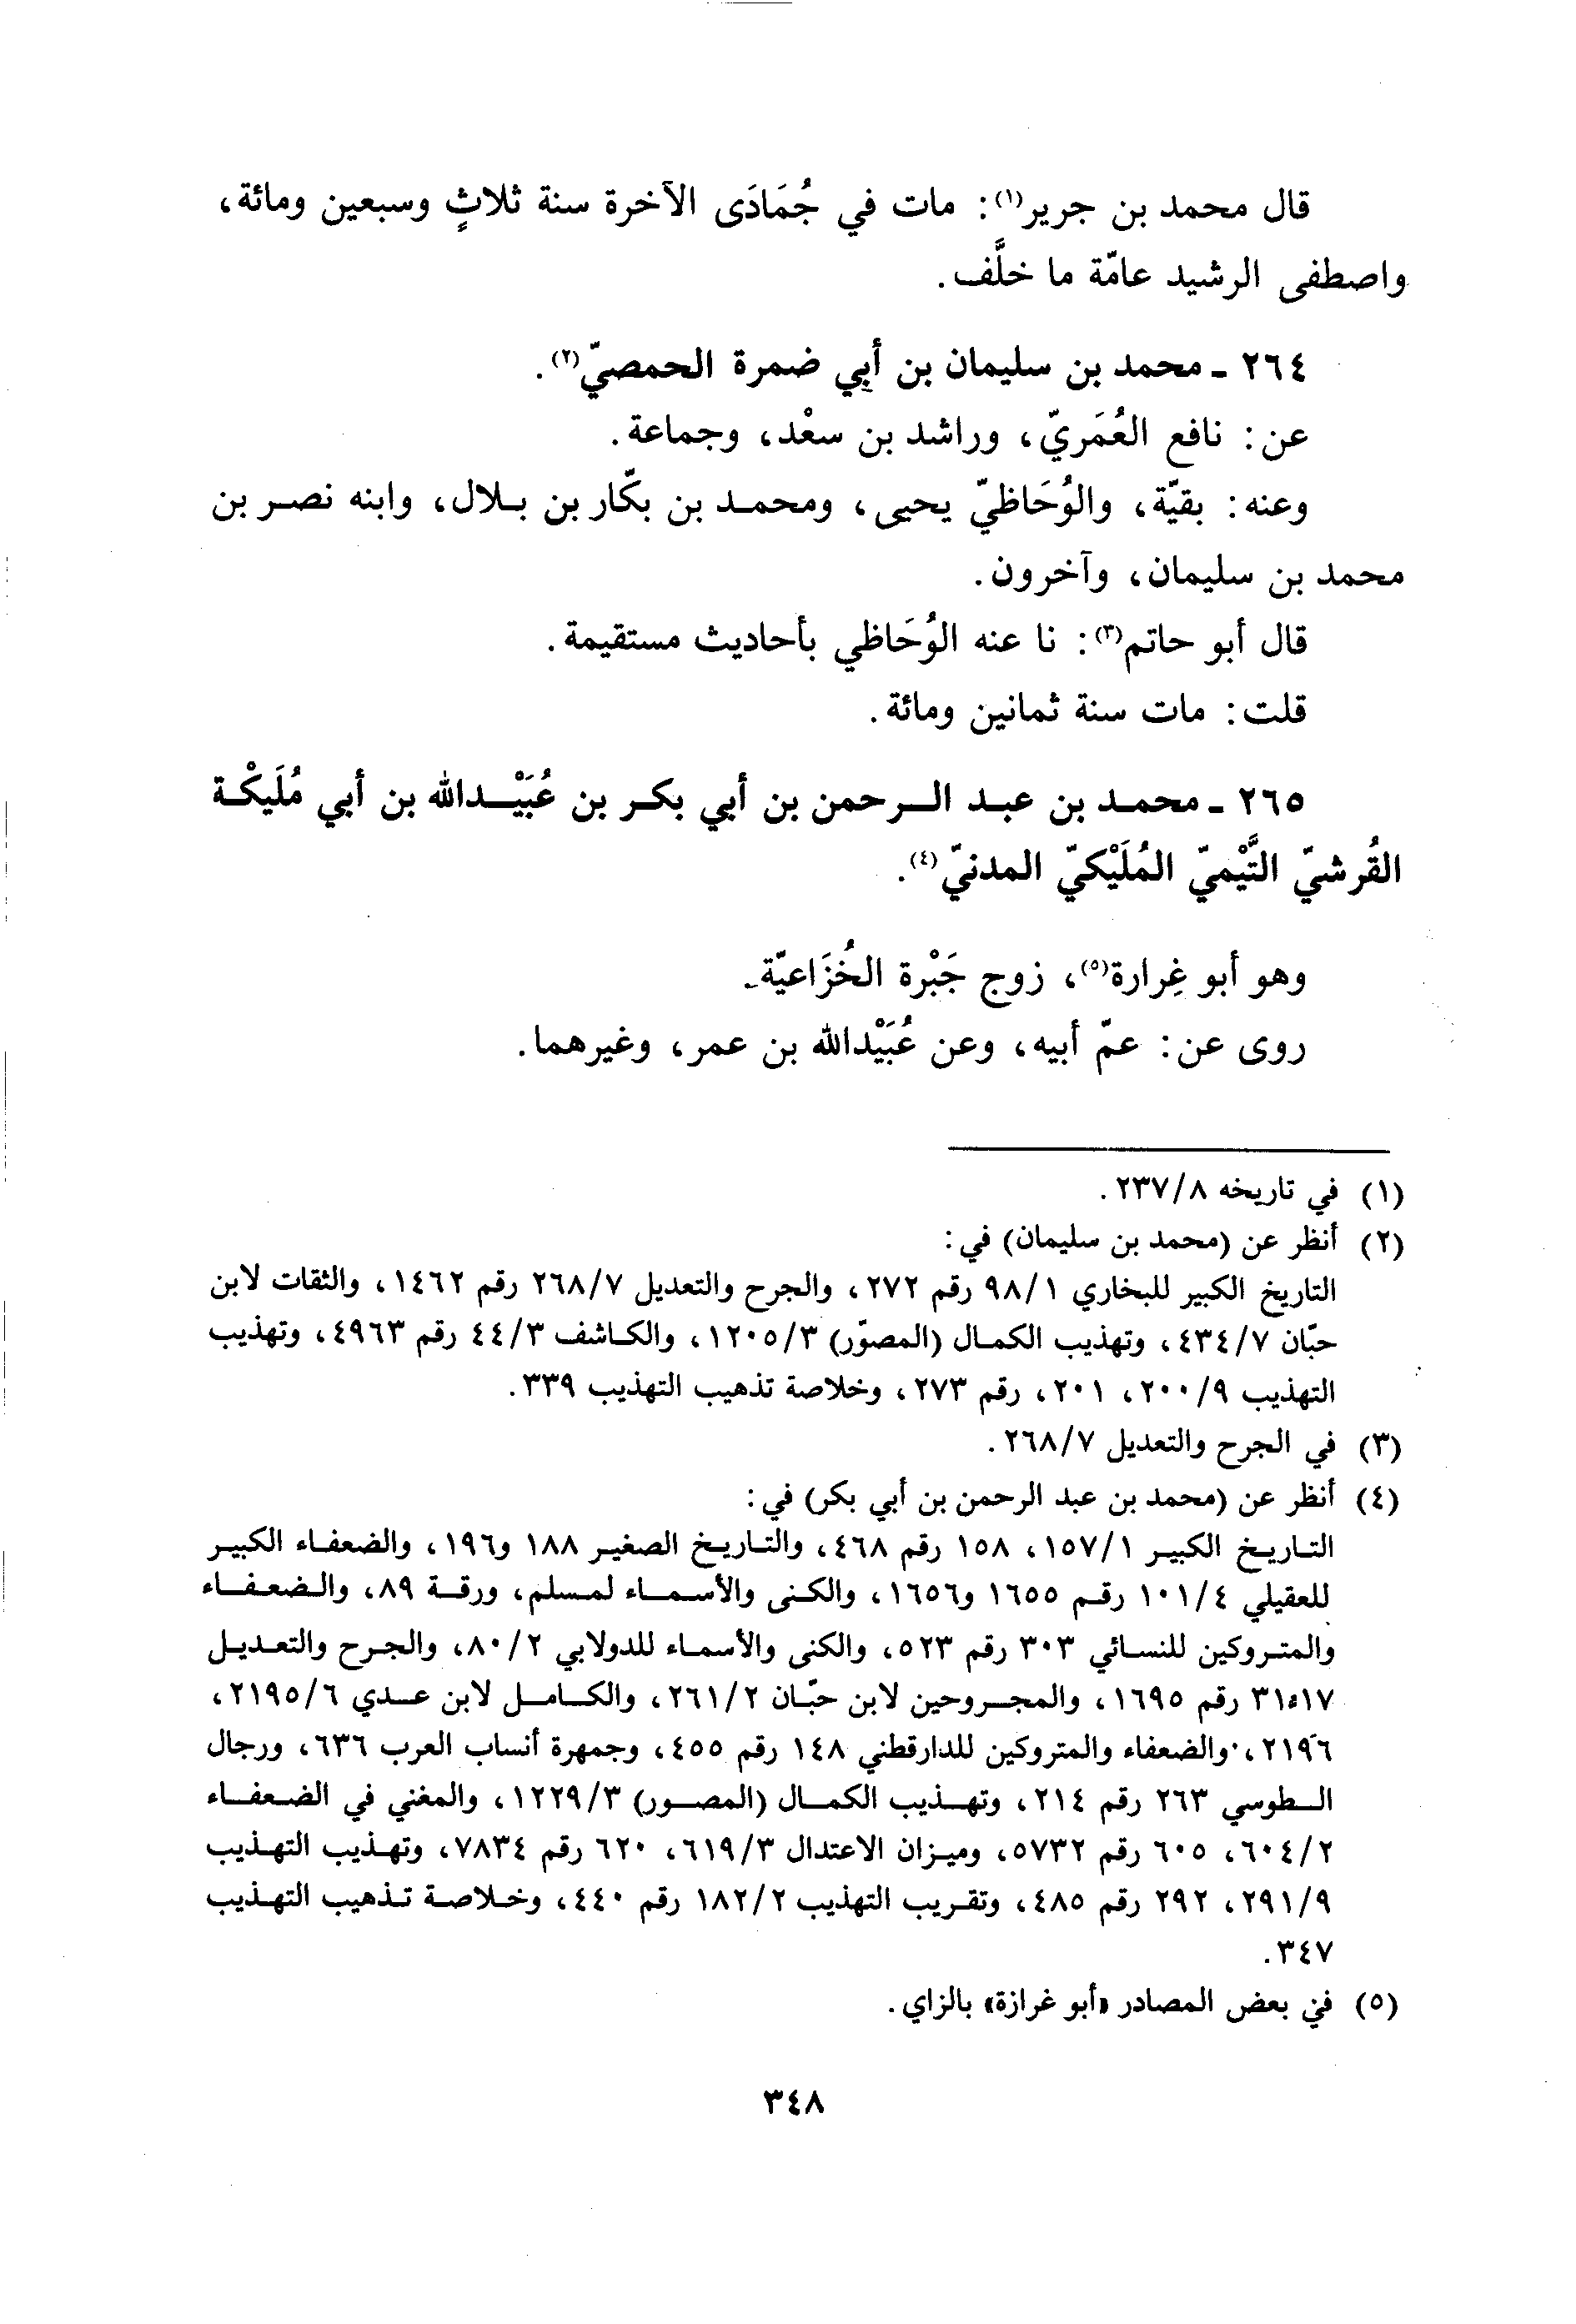 قال محمد بن جرير(١): مات في جُمَادَى الآخرة سنة ثلاثٍ وسبعين ومائة،
واصطفى الرشيد عامّة ما خلَّف.
٢٦٤ ـ محمد بن سليمان بن أبي ضمرة الحمصيّ(٢).
عن: نافع العُمَريّ، وراشد بن سعْد، وجماعة.
وعنه: بقيّة، والوُحَاظيّ يحيى، ومحمد بن بكّار بن بلال، وابنه نصر بن
محمد بن سليمان، وآخرون.
قال أبو حاتم(٣): نا عنه الوُحَاظي بأحاديث مستقيمة.
قلت: مات سنة ثمانين ومائة.
٢٦٥ ـ محمد بن عبد الرحمن بن أبي بكر بن عُبَيْدالله بن أبي مُلَيكْة
القُرشيّ التَّيْميّ المُلَيْكيّ المدنيّ(٤).
وهو أبو غِرارة(٥)، زوج جَبْرة الخُزَاعيّة.
روى عن: عمّ أبيه، وعن عُبَيْدالله بن عمر، وغيرهما.
(١) في تاريخه ٢٣٧/٨.
(٢) أنظر عن (محمد بن سليمان) في:
التاريخ الكبير للبخاري ٩٨/١ رقم ٢٧٢، والجرح والتعديل ٢٦٨/٧ رقم ١٤٦٢، والثقات لابن
حبّان ٤٣٤/٧، وتهذيب الكمال (المصوّر) ١٢٠٥/٣، والكاشف ٤٤/٣ رقم ٤٩٦٣، وتهذيب
التهذيب ٢٠٠/٩، ٢٠١، رقم ٢٧٣، وخلاصة تذهيب التهذيب ٣٣٩.
(٣) في الجرح والتعديل ٢٦٨/٧.
(٤) أنظر عن (محمد بن عبد الرحمن بن أبي بكر) في:
التاريخ الكبير ١٥٧/١، ١٥٨ رقم ٤٦٨، والتاريخ الصغير ١٨٨ و١٩٦، والضعفاء الكبير
للعقيلي ١٠١/٤ رقم ١٦٥٥ و١٦٥٦، والكنى والأسماء لمسلم، ورقة ٨٩، والضعفاء
والمتروكين للنسائي ٣٠٣ رقم ٥٢٣، والكنى والأسماء للدولابي ٨٠/٢، والجرح والتعديل
رقم ١٦٩٥، والمجروحين لابن حبّان ٢٦١/٢، والكامل لابن عدي ٢١٩٥/٦،
٢١٩٦، والضعفاء والمتروكين للدارقطني ١٤٨ رقم ٤٥٥، وجمهرة أنساب العرب ٦٣٦، ورجال
الطوسي ٢٦٣ رقم ٢١٤، وتهذيب الكمال (المصور) ١٢٢٩/٣، والمغني في الضعفاء
٦٠٤/٢، ٦٠٥ رقم ٥٧٣٢، وميزان الاعتدال ٦١٩/٣، ٦٢٠ رقم ٧٨٣٤، وتهذيب التهذيب
٢٩١/٩، ٢٩٢ رقم ٤٨٥، وتقريب التهذيب ١٨٢/٢ رقم ٤٤٠، وخلاصة تذهيب التهذيب
٣٤٧.
(٥) في بعض المصادر «أبو غرازة» بالزاي.
٣٤٨